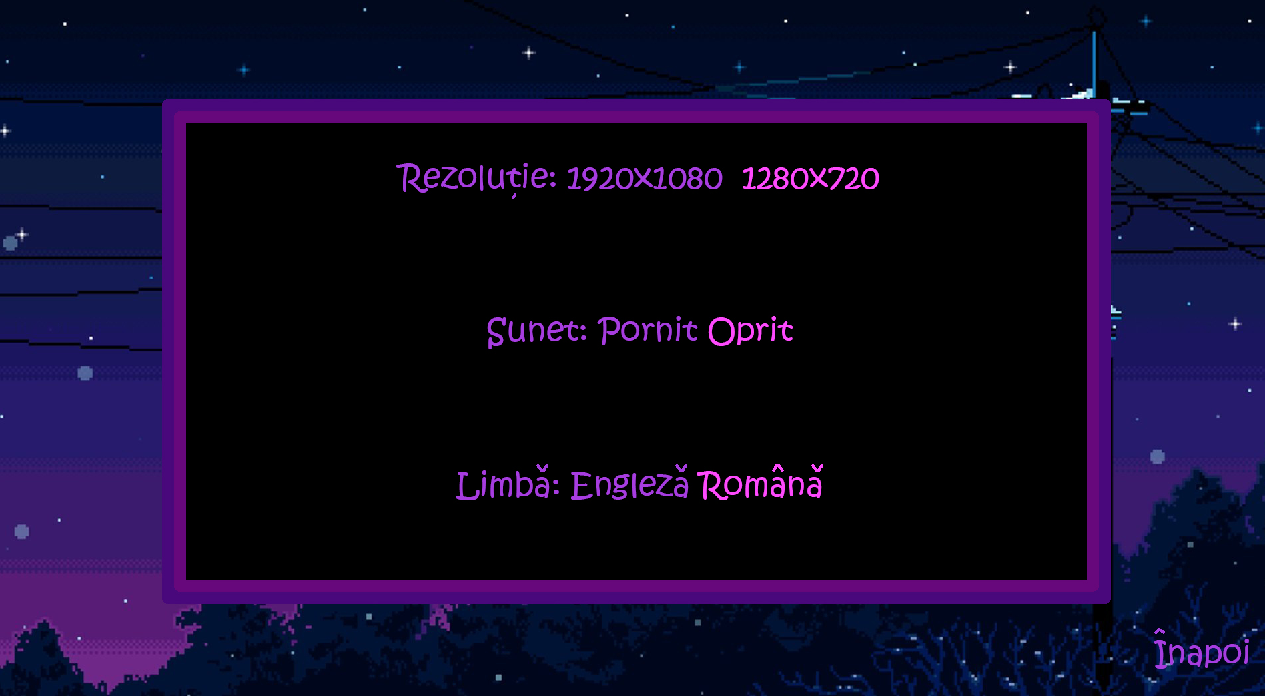 Rezoluție: 1920x1080 1280x720
Sunet: Pornit Oprit
Limbă: Engleză Română
Înapoi